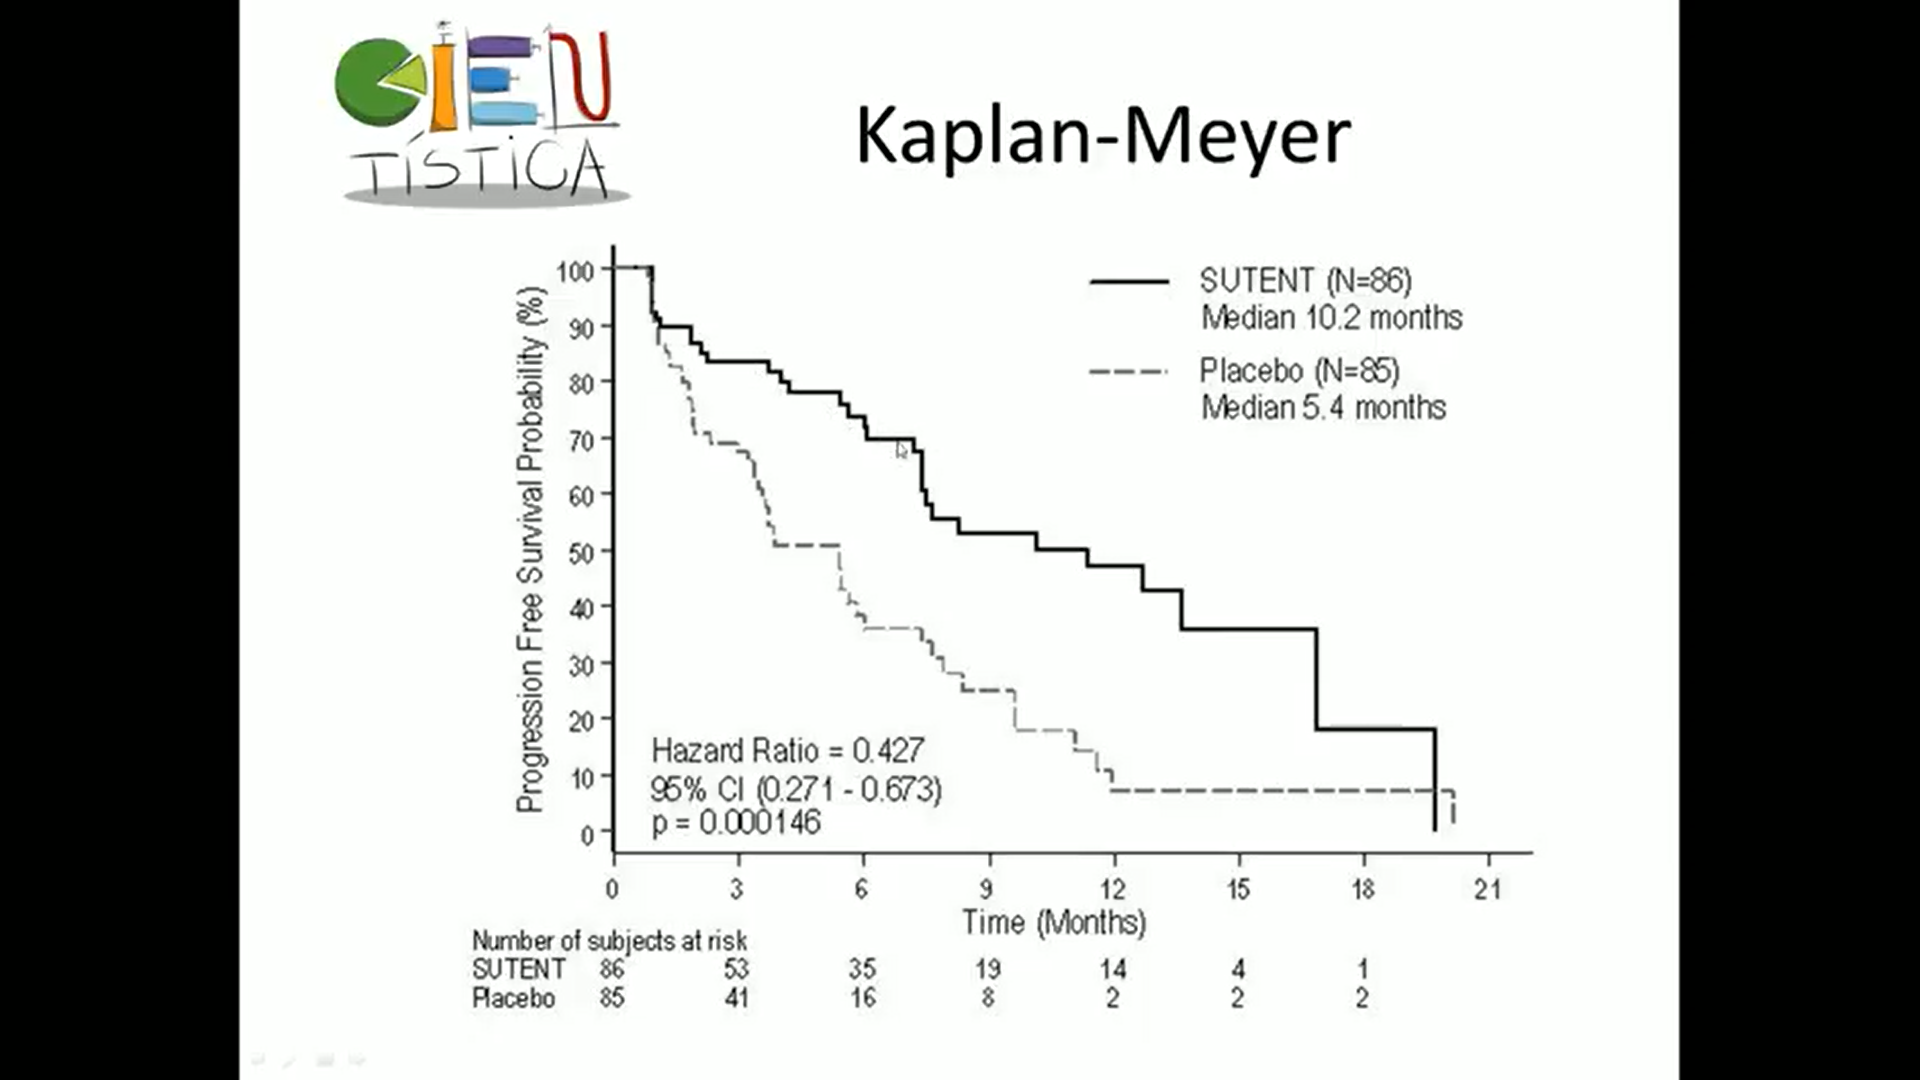 CIEN
TÍSTICA
Kaplan-Meyer
SUTENT (N=86)
Median 10.2 months
Placebo (N=85)
Median 5.4 months
Progression Free Survival Probability (%)
100
90
80
70
60
50
40
30
20
10
0
Hazard Ratio = 0.427
95% CI (0.271 - 0.673)
p = 0.000146
0 3 6 9 12 15 18 21
Time (Months)
Number of subjects at risk
SUTENT 86 53 35 19 14 4 1
Placebo 85 41 16 8 2 2 2